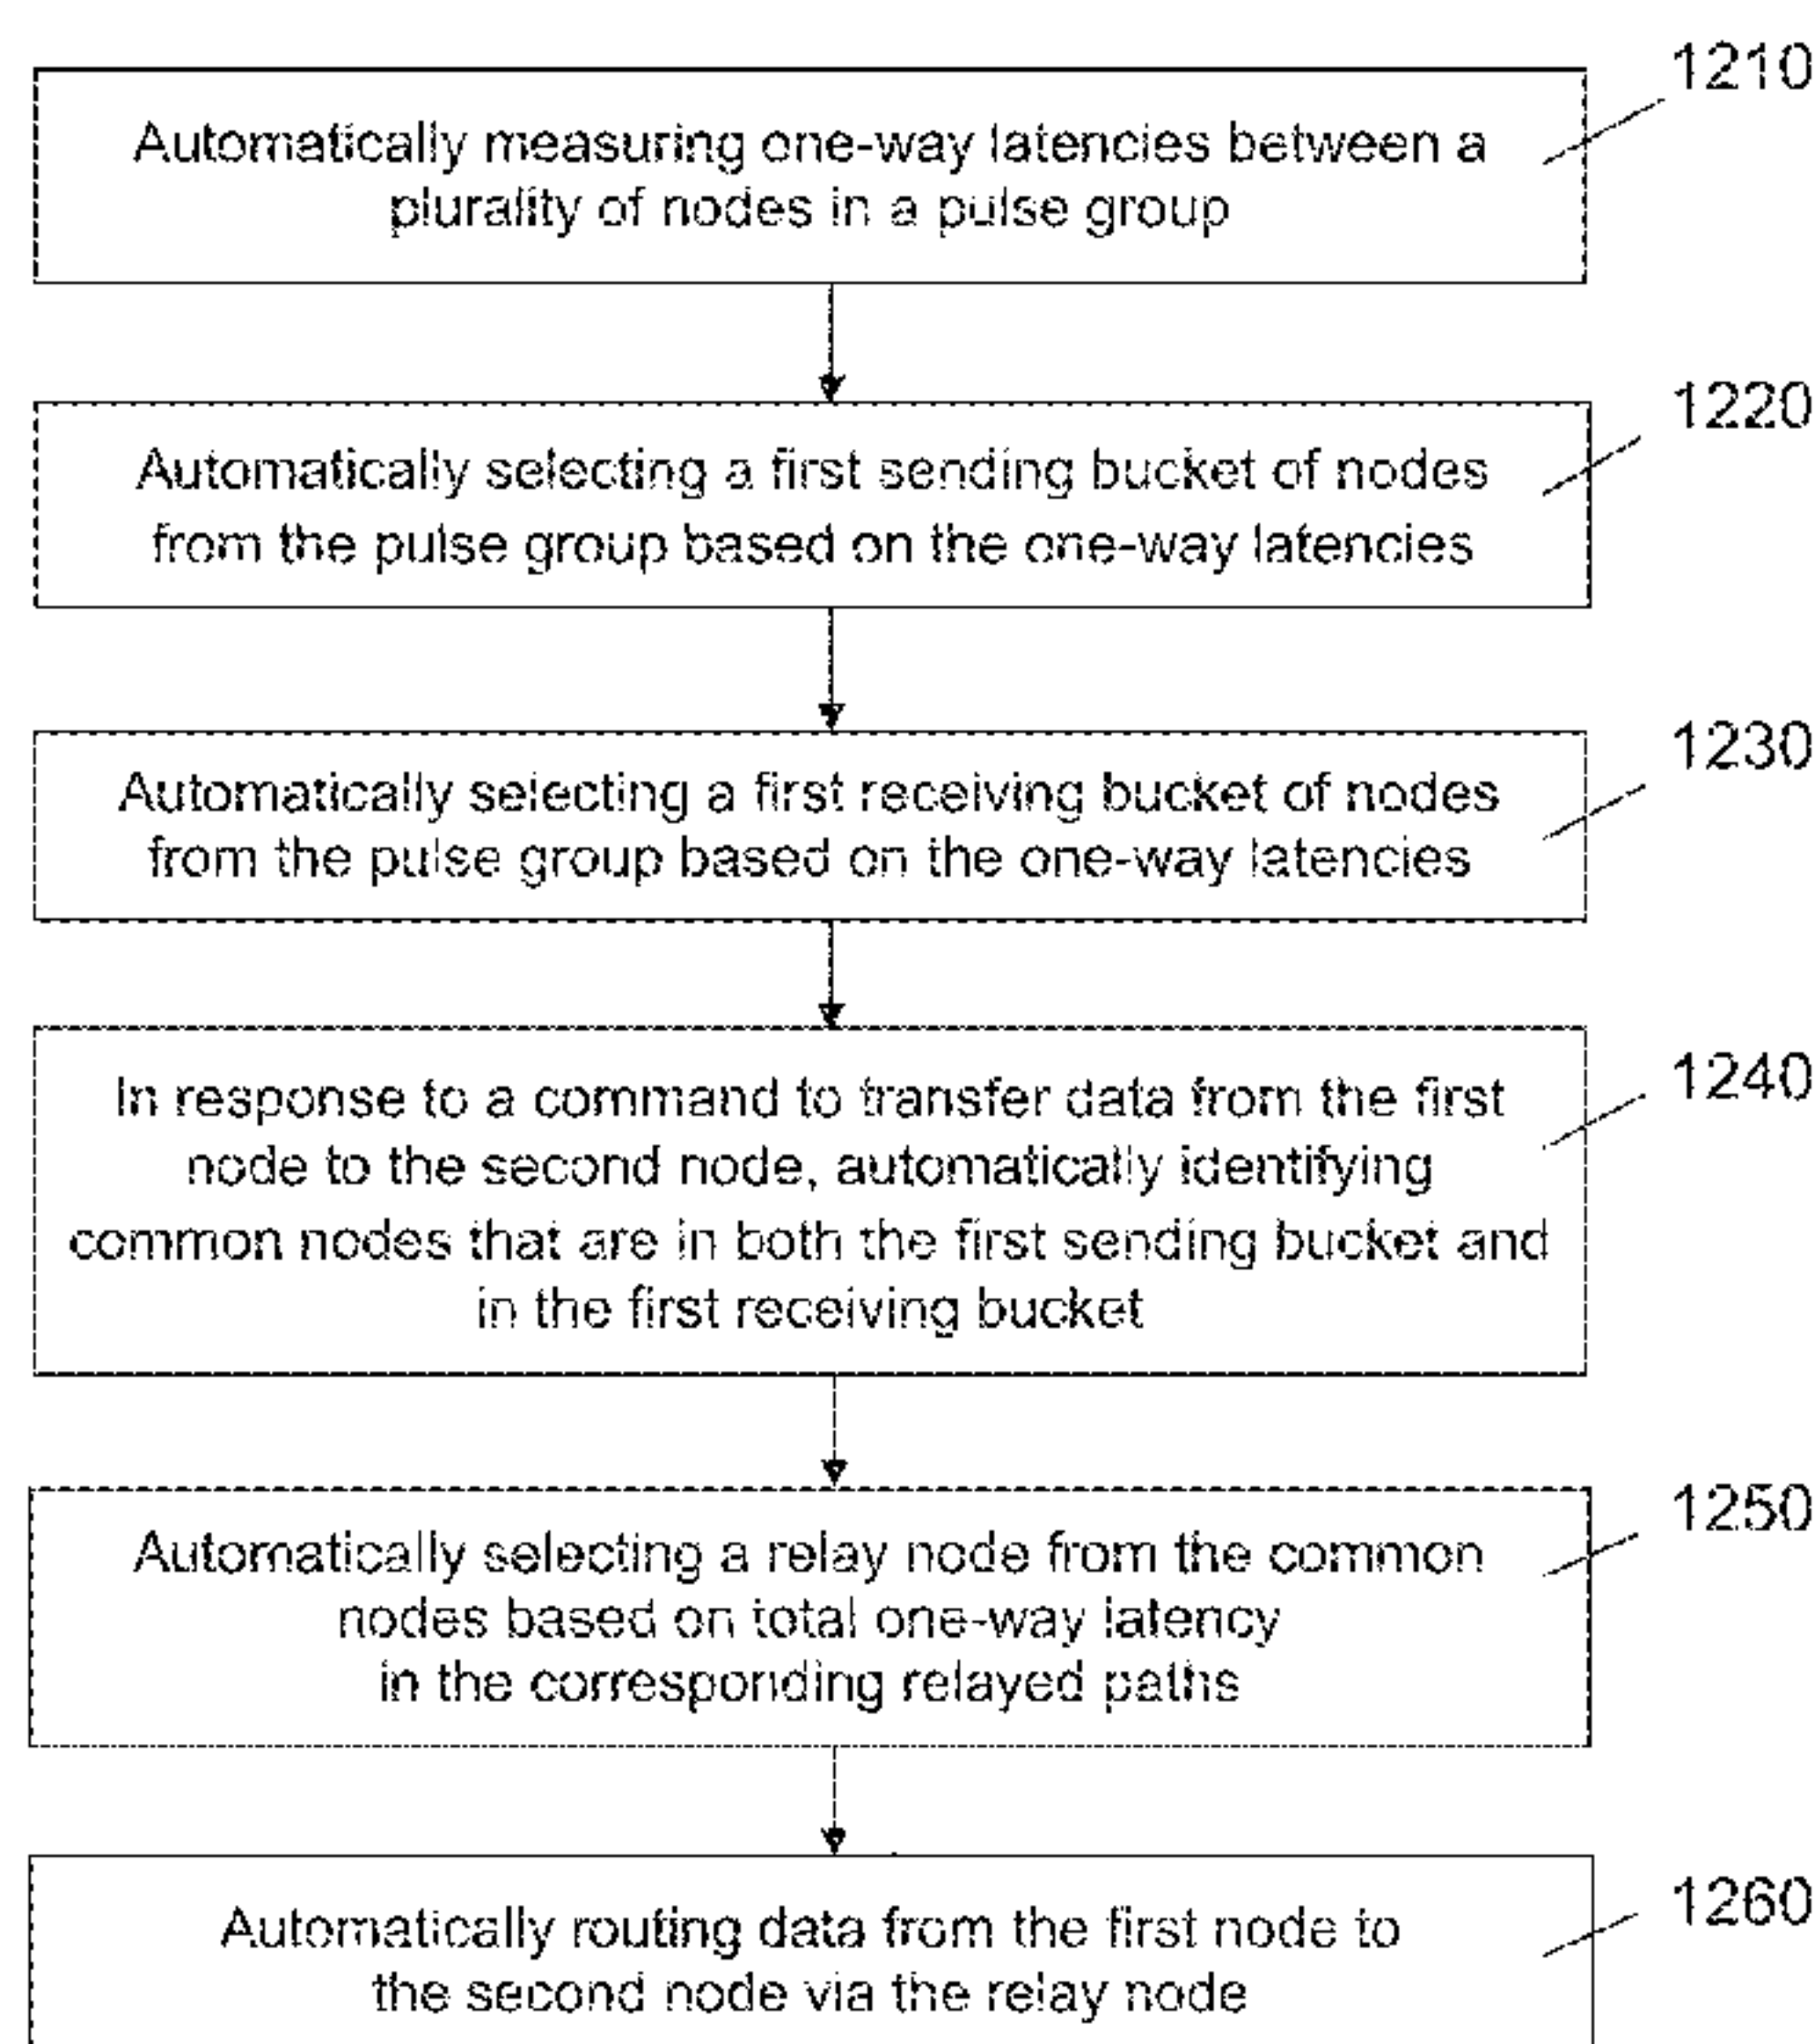 1210
Automatically measuring one-way latencies between a
plurality of nodes in a pulse group
1220
Automatically selecting a first sending bucket of nodes
from the pulse group based on the one-way latencies
1230
Automatically selecting a first receiving bucket of nodes
from the pulse group based on the one-way latencies
1240
In response to a command to transfer data from the first
node to the second node, automatically identifying
common nodes that are in both the first sending bucket and
in the first receiving bucket
1250
Automatically selecting a relay node from the common
nodes based on total one-way latency
in the corresponding relayed paths
1260
Automatically routing data from the first node to
the second node via the relay node